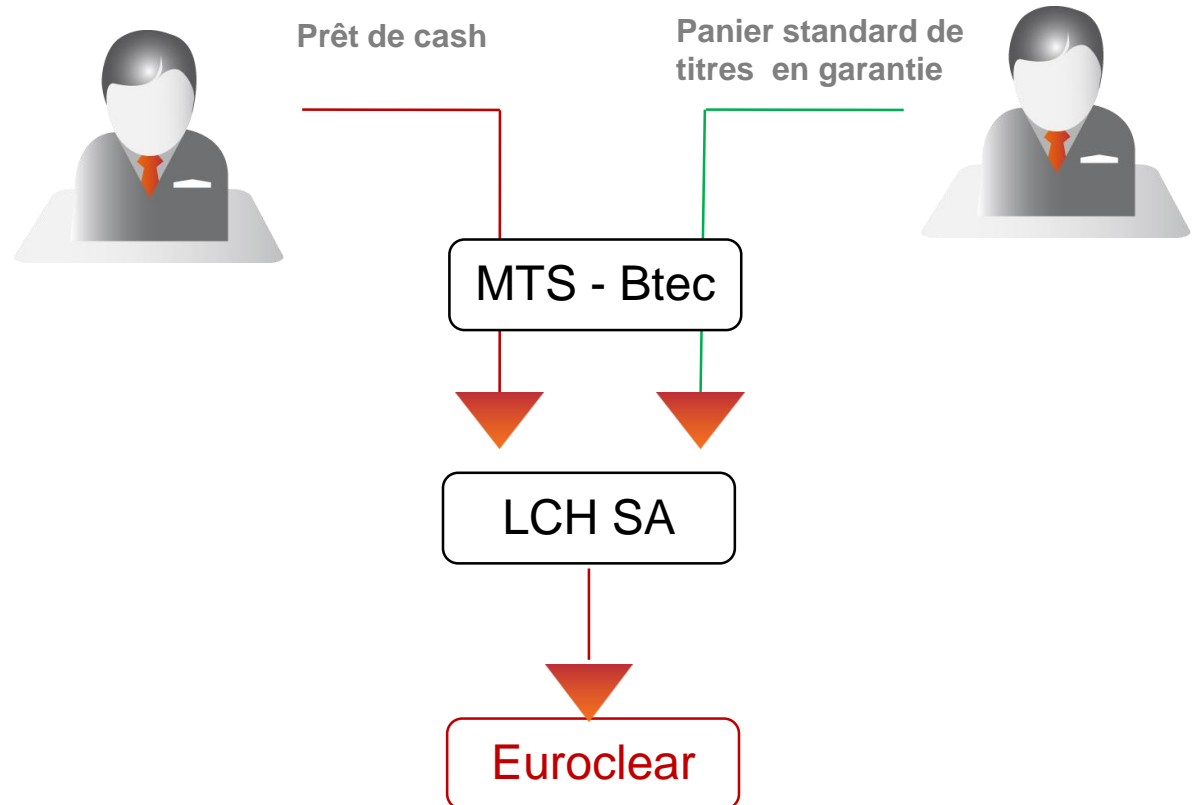 Prêt de cash
Panier standard de
titres en garantie
MTS - Btec
LCH SA
Euroclear